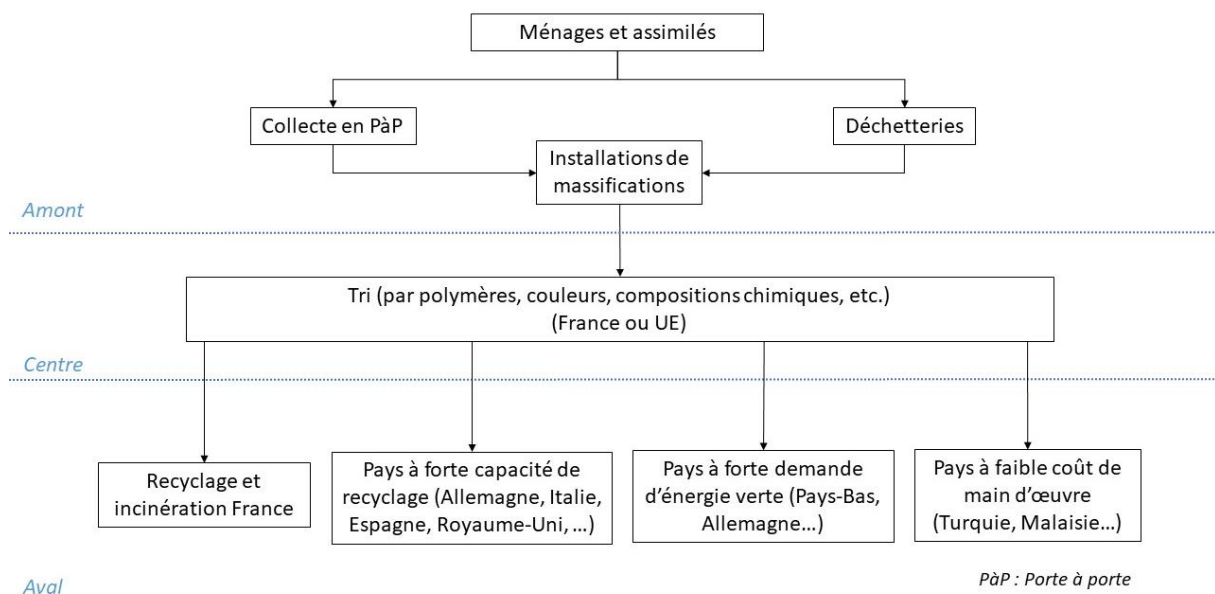 Ménages et assimilés
Collecte en PàP
Déchetteries
Installations de
massifications
Amont
Tri (par polymères, couleurs, compositions chimiques, etc.)
(France ou UE)
Centre
Recyclage et
incinération France
Pays à forte capacité de
recyclage (Allemagne, Italie,
Espagne, Royaume-Uni, ...)
Pays à forte demande
d'énergie verte (Pays-Bas,
Allemagne...)
Pays à faible coût de
main d'œuvre
(Turquie, Malaisie...)
Aval
PàP : Porte à porte